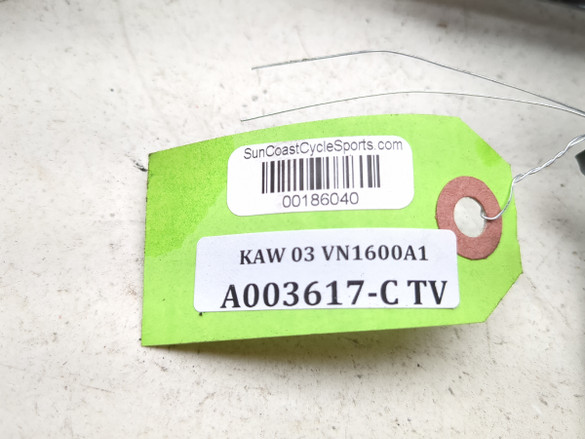 SunCoastCycleSports.com
00186040
KAW 03 VN1600A1
A003617-C TV